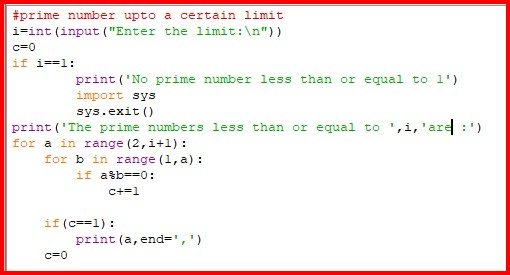 #prime number upto a certain limit
i=int(input("Enter the limit:\n"))
c=0
if i==1:
        print('No prime number less than or equal to 1')
        import sys
        sys.exit()
print('The prime numbers less than or equal to ',i,'are :')
for a in range(2,i+1):
    for b in range(1,a):
        if a%b==0:
            c+=1

    if(c==1):
        print(a,end=',')
    c=0